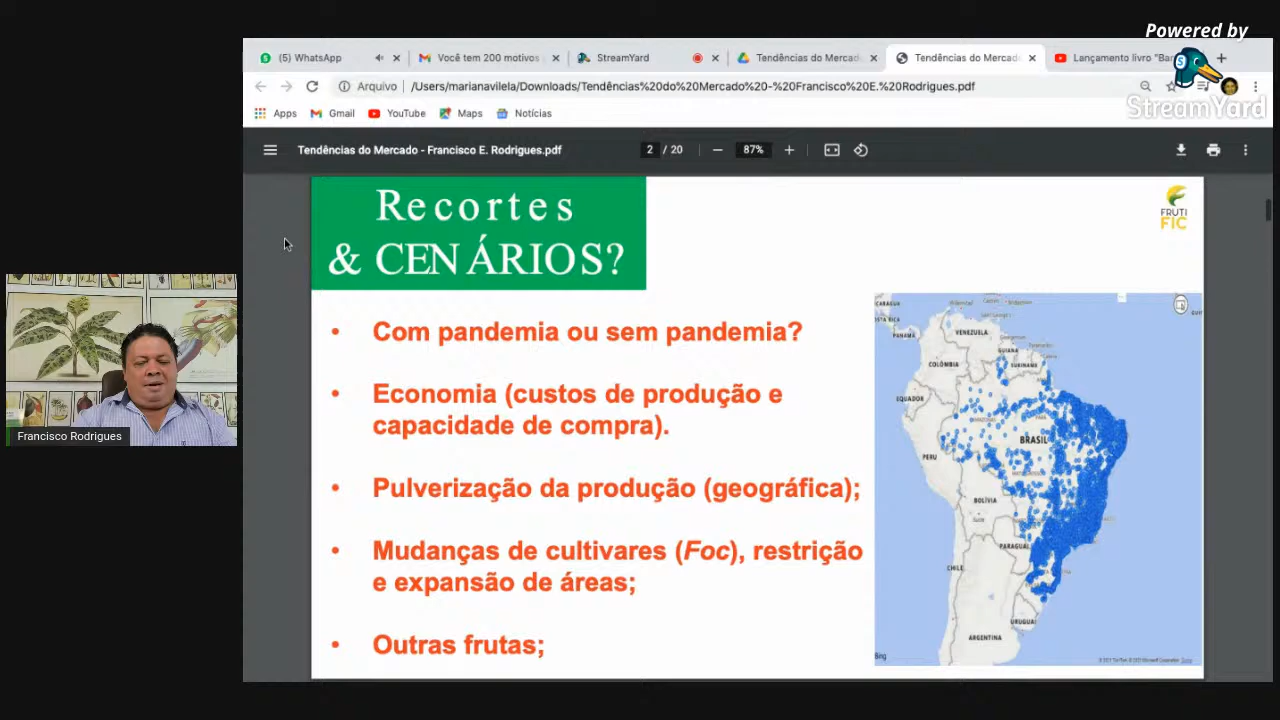 Powered by
StreamYard
(5) WhatsApp
Você tem 200 motivos
StreamYard
Tendências do Mercad
Tendências do Mercado
Lançamento livro "Ba
Arquivo
/Users/marianavilela/Downloads/Tendências%20do%20Mercado%20-%20Francisco%20E.%20Rodrigues.pdf
Apps
Gmail
YouTube
Maps
Notícias
Tendências do Mercado - Francisco E. Rodrigues.pdf
2 / 20
87%
Recortes
& CENÁRIOS?
FRUTI
FIC
• Com pandemia ou sem pandemia?
• Economia (custos de produção e
capacidade de compra).
• Pulverização da produção (geográfica);
• Mudanças de cultivares (Foc), restrição
e expansão de áreas;
• Outras frutas;
PANAMÁ
VENEZUELA
GUIANA
SURINAME
COLÔMBIA
EQUADOR
BRASIL
PERU
BOLÍVIA
Sucre
PARAGUAI
CHILE
URUGUAI
ARGENTINA
Bing
Francisco Rodrigues